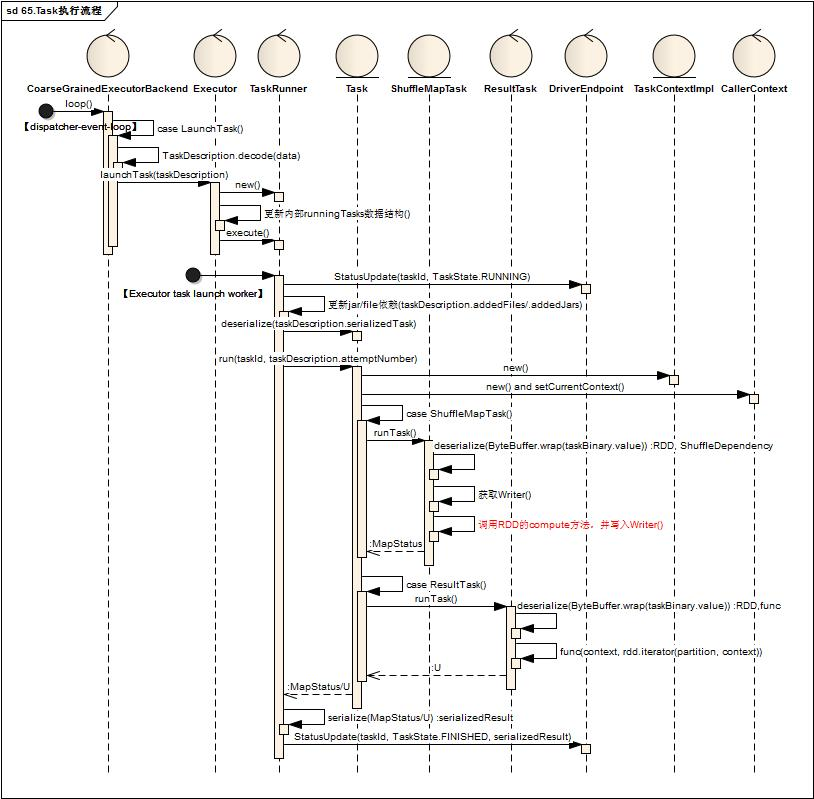 sd 65.Task执行流程
CoarseGrainedExecutorBackend
Executor
TaskRunner
Task
ShuffleMapTask
ResultTask
DriverEndpoint
TaskContextImpl
CallerContext
loop()
【dispatcher-event-loop】
case LaunchTask()
TaskDescription.decode(data)
launchTask(taskDescription)
new()
更新内部runningTasks数据结构()
execute()
StatusUpdate(taskId, TaskState.RUNNING)
【Executor task launch worker】
更新jar/file依赖(taskDescription.addedFiles/.addedJars)
deserialize(taskDescription.serializedTask)
run(taskId, taskDescription.attemptNumber)
new()
new() and setCurrentContext()
case ShuffleMapTask()
runTask()
deserialize(ByteBuffer.wrap(taskBinary.value)) :RDD, ShuffleDependency
获取Writer()
调用RDD的compute方法，并写入Writer()
:MapStatus
case ResultTask()
runTask()
deserialize(ByteBuffer.wrap(taskBinary.value)) :RDD,func
func(context, rdd.iterator(partition, context))
:U
:MapStatus/U
serialize(MapStatus/U) :serializedResult
StatusUpdate(taskId, TaskState.FINISHED, serializedResult)